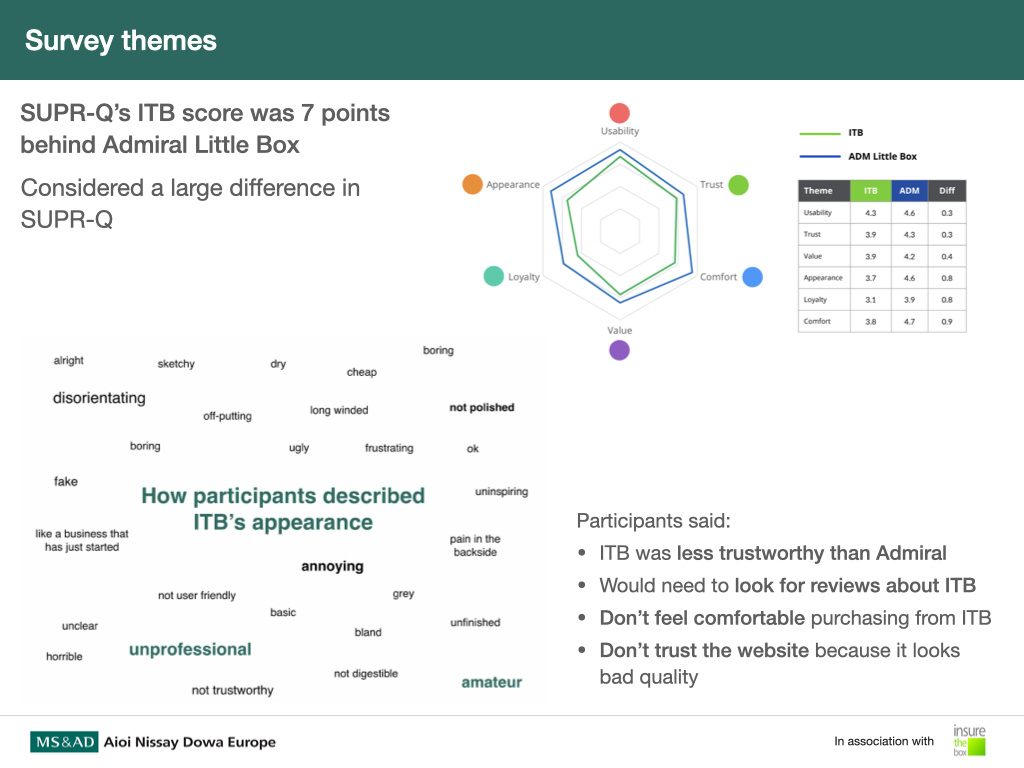 Survey themes
SUPR-Q’s ITB score was 7 points
behind Admiral Little Box
Considered a large difference in
SUPR-Q
Usability
Appearance
Trust
Loyalty
Comfort
Value
ITB
ADM Little Box
Theme ITB ADM Diff
Usability 4.3 4.6 0.3
Trust 3.9 4.3 0.3
Value 3.9 4.2 0.4
Appearance 3.7 4.6 0.8
Loyalty 3.1 3.9 0.8
Comfort 3.8 4.7 0.9
alright
sketchy
dry
cheap
boring
disorientating
off-putting
long winded
not polished
boring
ugly
frustrating
ok
fake
How participants described
ITB’s appearance
uninspiring
like a business that
has just started
pain in the
backside
annoying
not user friendly
grey
basic
unclear
bland
unfinished
horrible
unprofessional
not digestible
not trustworthy
amateur
Participants said:
• ITB was less trustworthy than Admiral
• Would need to look for reviews about ITB
• Don’t feel comfortable purchasing from ITB
• Don’t trust the website because it looks
bad quality
MS&AD Aioi Nissay Dowa Europe
In association with
insure
the
box